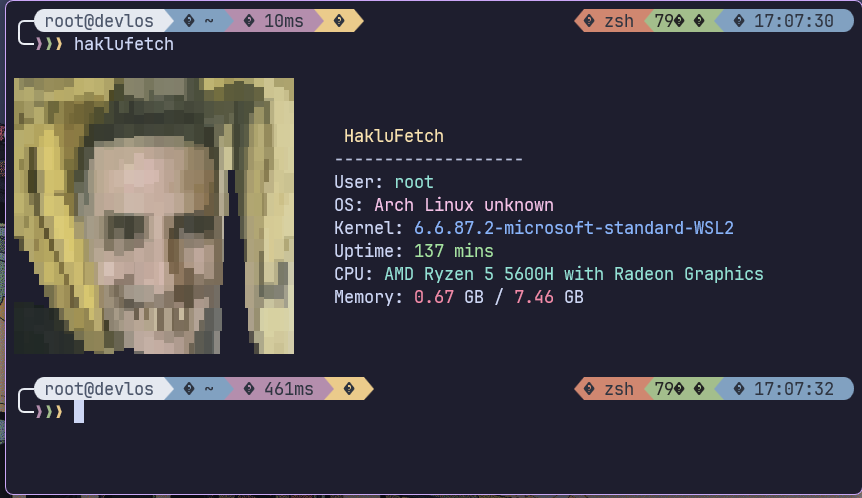 root@devlos � ~ � 10ms � � zsh 79� � � 17:07:30
❯❯❯ haklufetch
HakluFetch
-------------------
User: root
OS: Arch Linux unknown
Kernel: 6.6.87.2-microsoft-standard-WSL2
Uptime: 137 mins
CPU: AMD Ryzen 5 5600H with Radeon Graphics
Memory: 0.67 GB / 7.46 GB
root@devlos � ~ � 461ms � � zsh 79� � � 17:07:32
❯❯❯